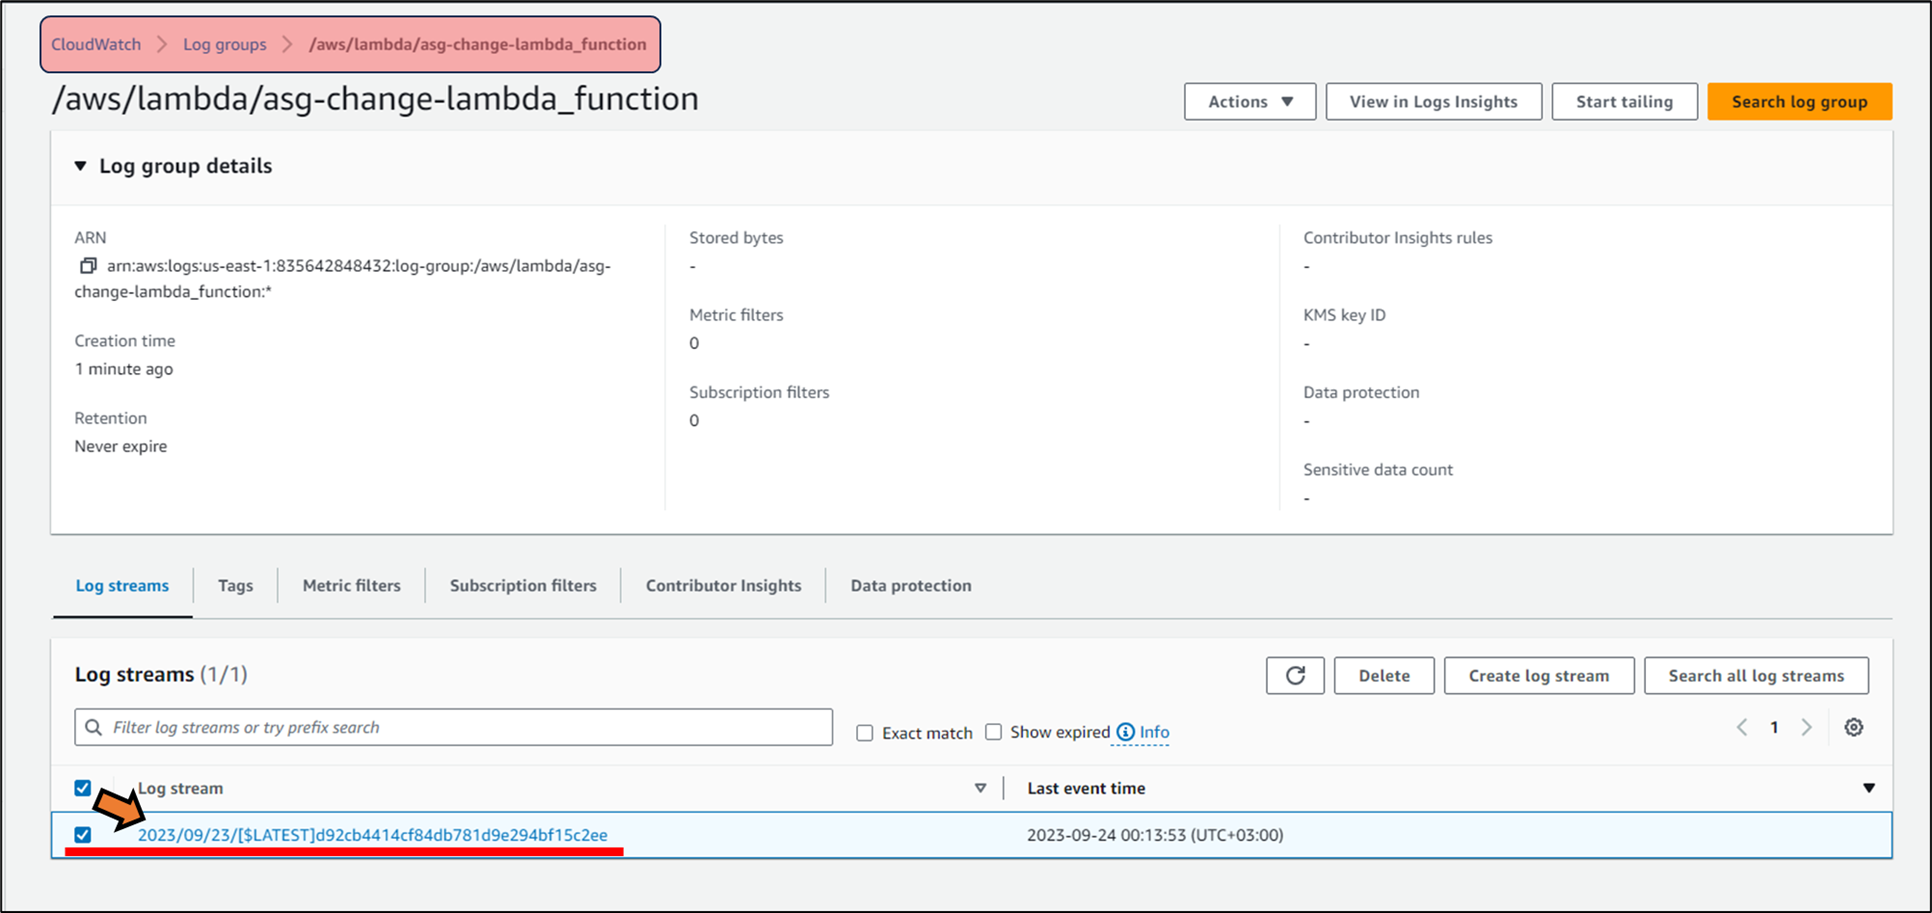 CloudWatch > Log groups > /aws/lambda/asg-change-lambda_function
/aws/lambda/asg-change-lambda_function
Actions ▼ View in Logs Insights Start tailing Search log group
▼ Log group details
ARN
arn:aws:logs:us-east-1:835642848432:log-group:/aws/lambda/asg-
change-lambda_function:*
Creation time
1 minute ago
Retention
Never expire
Stored bytes
-
Metric filters
0
Subscription filters
0
Contributor Insights rules
-
KMS key ID
-
Data protection
-
Sensitive data count
-
Log streams Tags Metric filters Subscription filters Contributor Insights Data protection
Log streams (1/1)
Delete Create log stream Search all log streams
Filter log streams or try prefix search
Exact match Show expired Info
< 1 >
Log stream Last event time
2023/09/23/[$LATEST]d92cb4414cf84db781d9e294bf15c2ee 2023-09-24 00:13:53 (UTC+03:00)